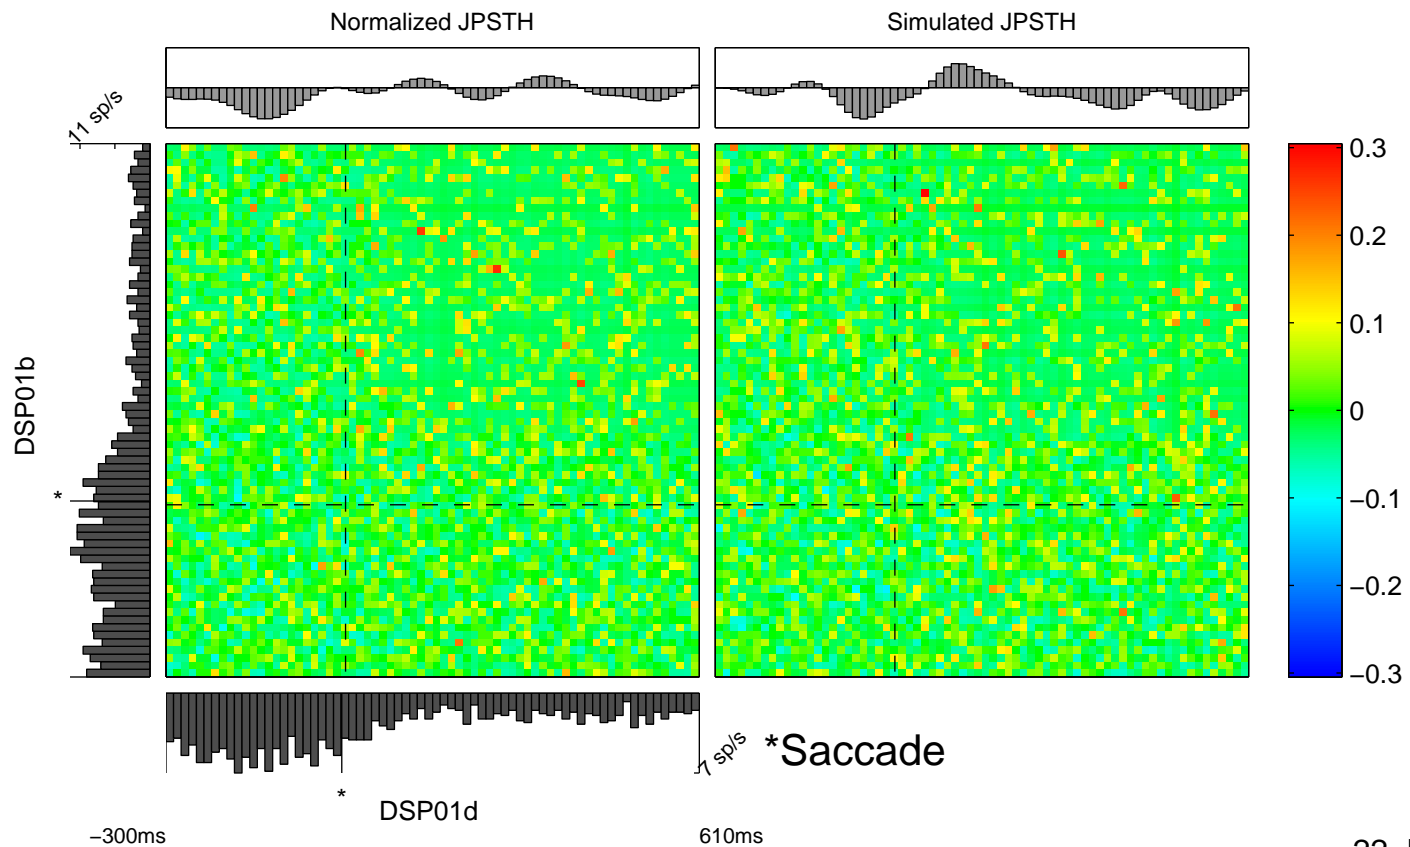 Normalized JPSTH
Simulated JPSTH
11 sp/s
DSP01b
*
0.3
0.2
0.1
0
−0.1
−0.2
−0.3
7 sp/s
*Saccade
*
DSP01d
−300ms
610ms